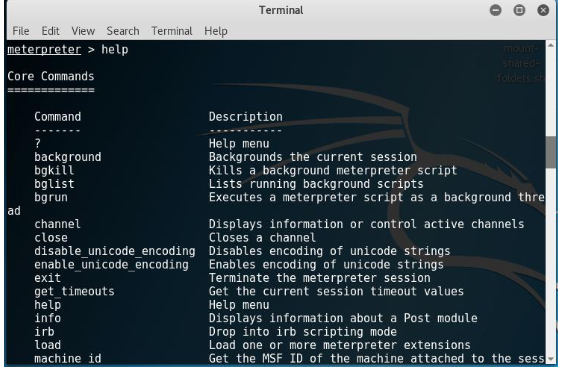 Terminal
File Edit View Search Terminal Help
meterpreter > help
mount-
shared-
folders.sh
Core Commands
=============
Command Description
------- -----------
? Help menu
background Backgrounds the current session
bgkill Kills a background meterpreter script
bglist Lists running background scripts
bgrun Executes a meterpreter script as a background thre
ad
channel Displays information or control active channels
close Closes a channel
disable_unicode_encoding Disables encoding of unicode strings
enable_unicode_encoding Enables encoding of unicode strings
exit Terminate the meterpreter session
get_timeouts Get the current session timeout values
help Help menu
info Displays information about a Post module
irb Drop into irb scripting mode
load Load one or more meterpreter extensions
machine_id Get the MSF ID of the machine attached to the sess